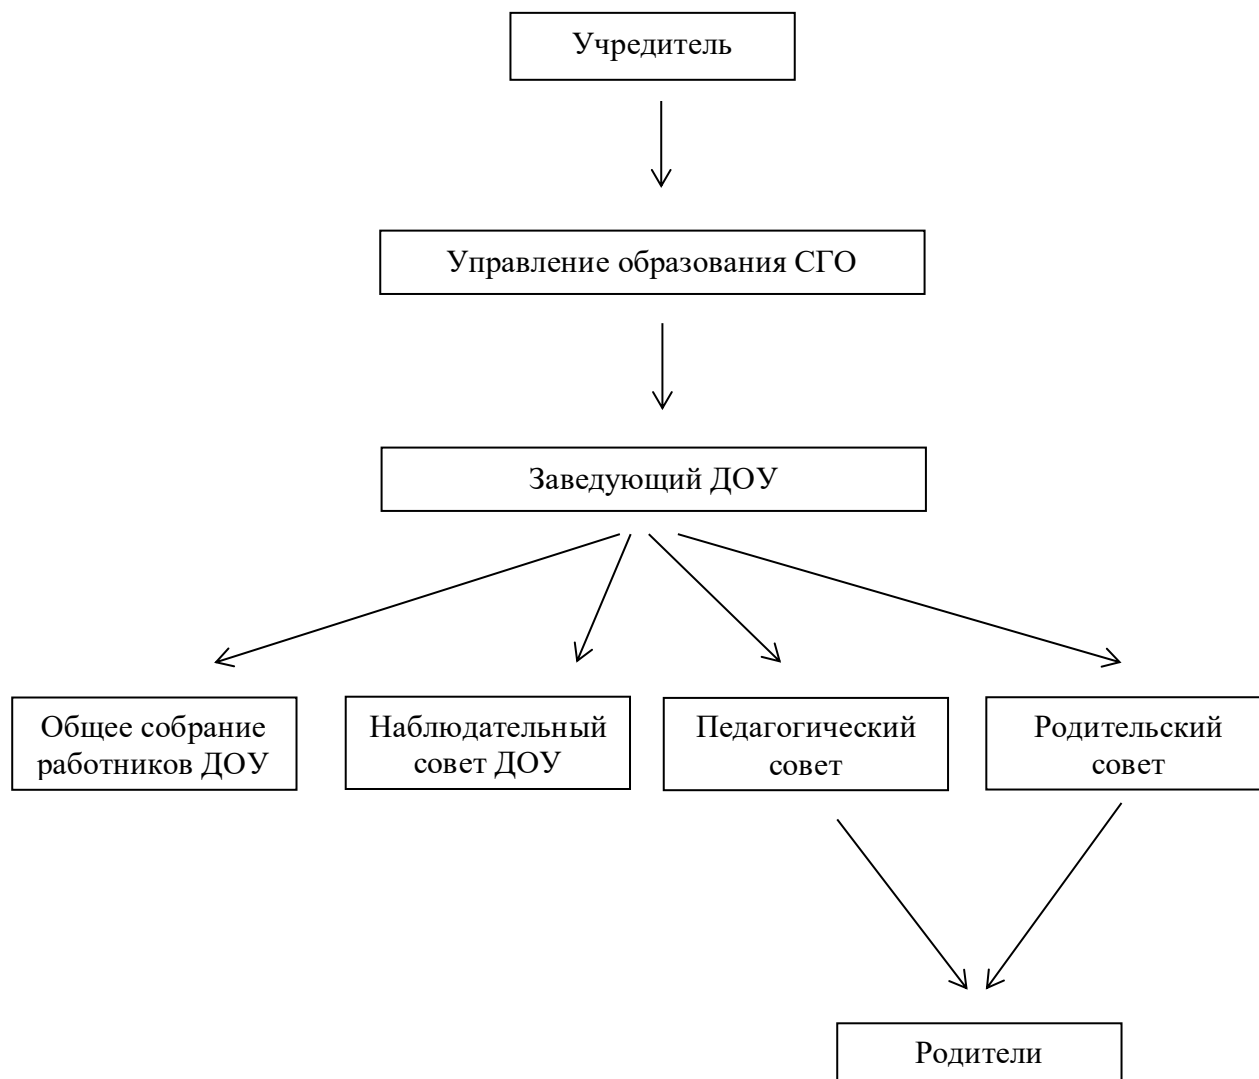 Учредитель
Управление образования СГО
Заведующий ДОУ
Общее собрание
работников ДОУ
Наблюдательный
совет ДОУ
Педагогический
совет
Родительский
совет
Родители